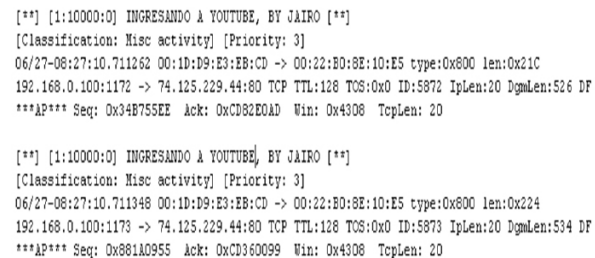 [**] [1:10000:0] INGRESANDO A YOUTUBE, BY JAIRO [**]
[Classification: Misc activity] [Priority: 3]
06/27-08:27:10.711262 00:1D:D9:E3:EB:CD -> 00:22:B0:8E:10:E5 type:0x800 len:0x21C
192.168.0.100:1172 -> 74.125.229.44:80 TCP TTL:128 TOS:0x0 ID:5872 IpLen:20 DgmLen:526 DF
***AP*** Seq: 0x34B755EE Ack: 0xCD82E0AD Win: 0x4308 TcpLen: 20
[**] [1:10000:0] INGRESANDO A YOUTUBE, BY JAIRO [**]
[Classification: Misc activity] [Priority: 3]
06/27-08:27:10.711348 00:1D:D9:E3:EB:CD -> 00:22:B0:8E:10:E5 type:0x800 len:0x224
192.168.0.100:1173 -> 74.125.229.44:80 TCP TTL:128 TOS:0x0 ID:5873 IpLen:20 DgmLen:534 DF
***AP*** Seq: 0x881A0955 Ack: 0xCD360099 Win: 0x4308 TcpLen: 20